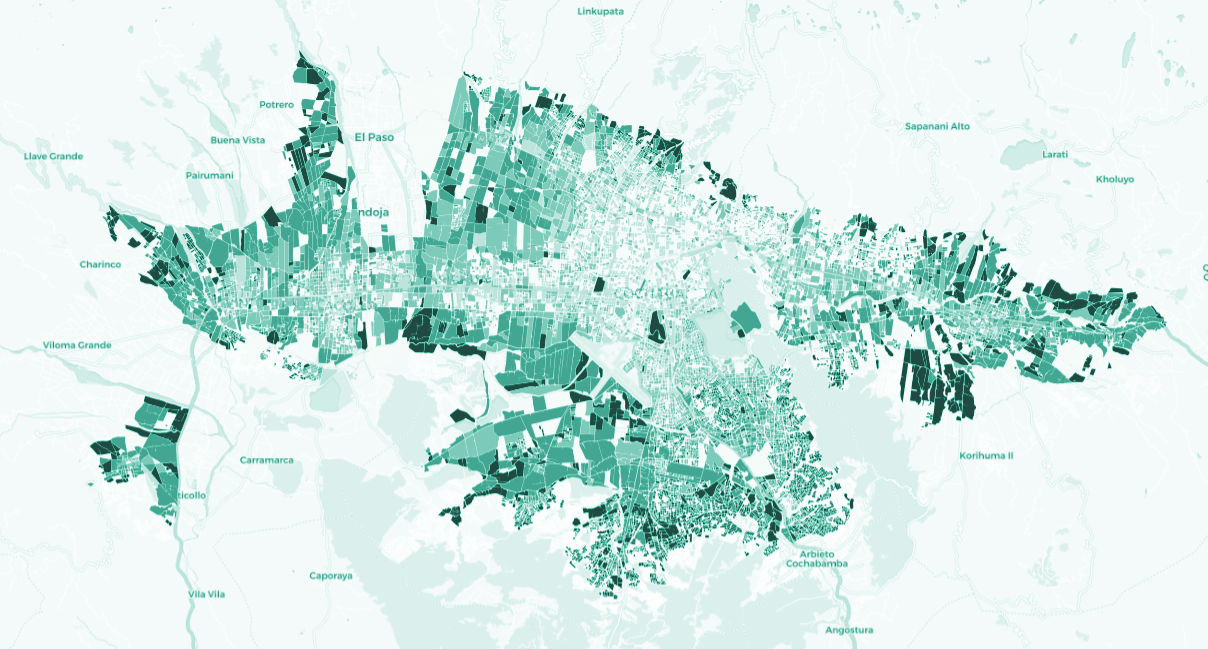 Linkupata
Potrero
El Paso
Buena Vista
Sapanani Alto
Llave Grande
Larati
Pairumani
Kholuyo
ndoja
Charinco
Viloma Grande
Carramarca
Korihuma II
ticollo
Arbieto
Cochabamba
Caporaya
Vila Vila
Angostura